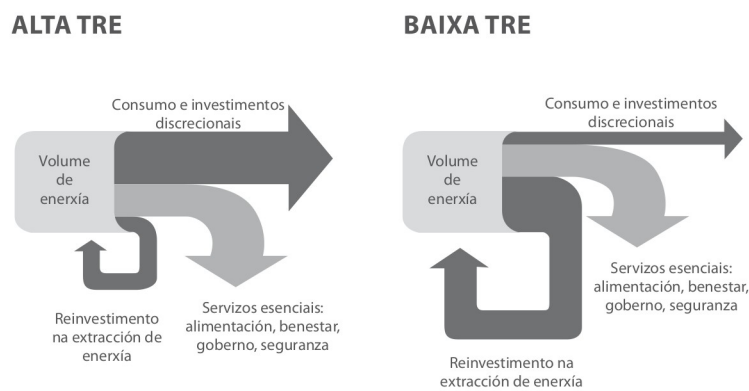 ALTA TRE
Consumo e investimentos
discrecionais
Volume
de
enerxía
Reinvestimento
na extracción de
enerxía
Servizos esenciais:
alimentación, benestar,
goberno, seguranza
BAIXA TRE
Consumo e investimentos
discrecionais
Volume
de
enerxía
Servizos esenciais:
alimentación, benestar,
goberno, seguranza
Reinvestimento na
extracción de enerxía